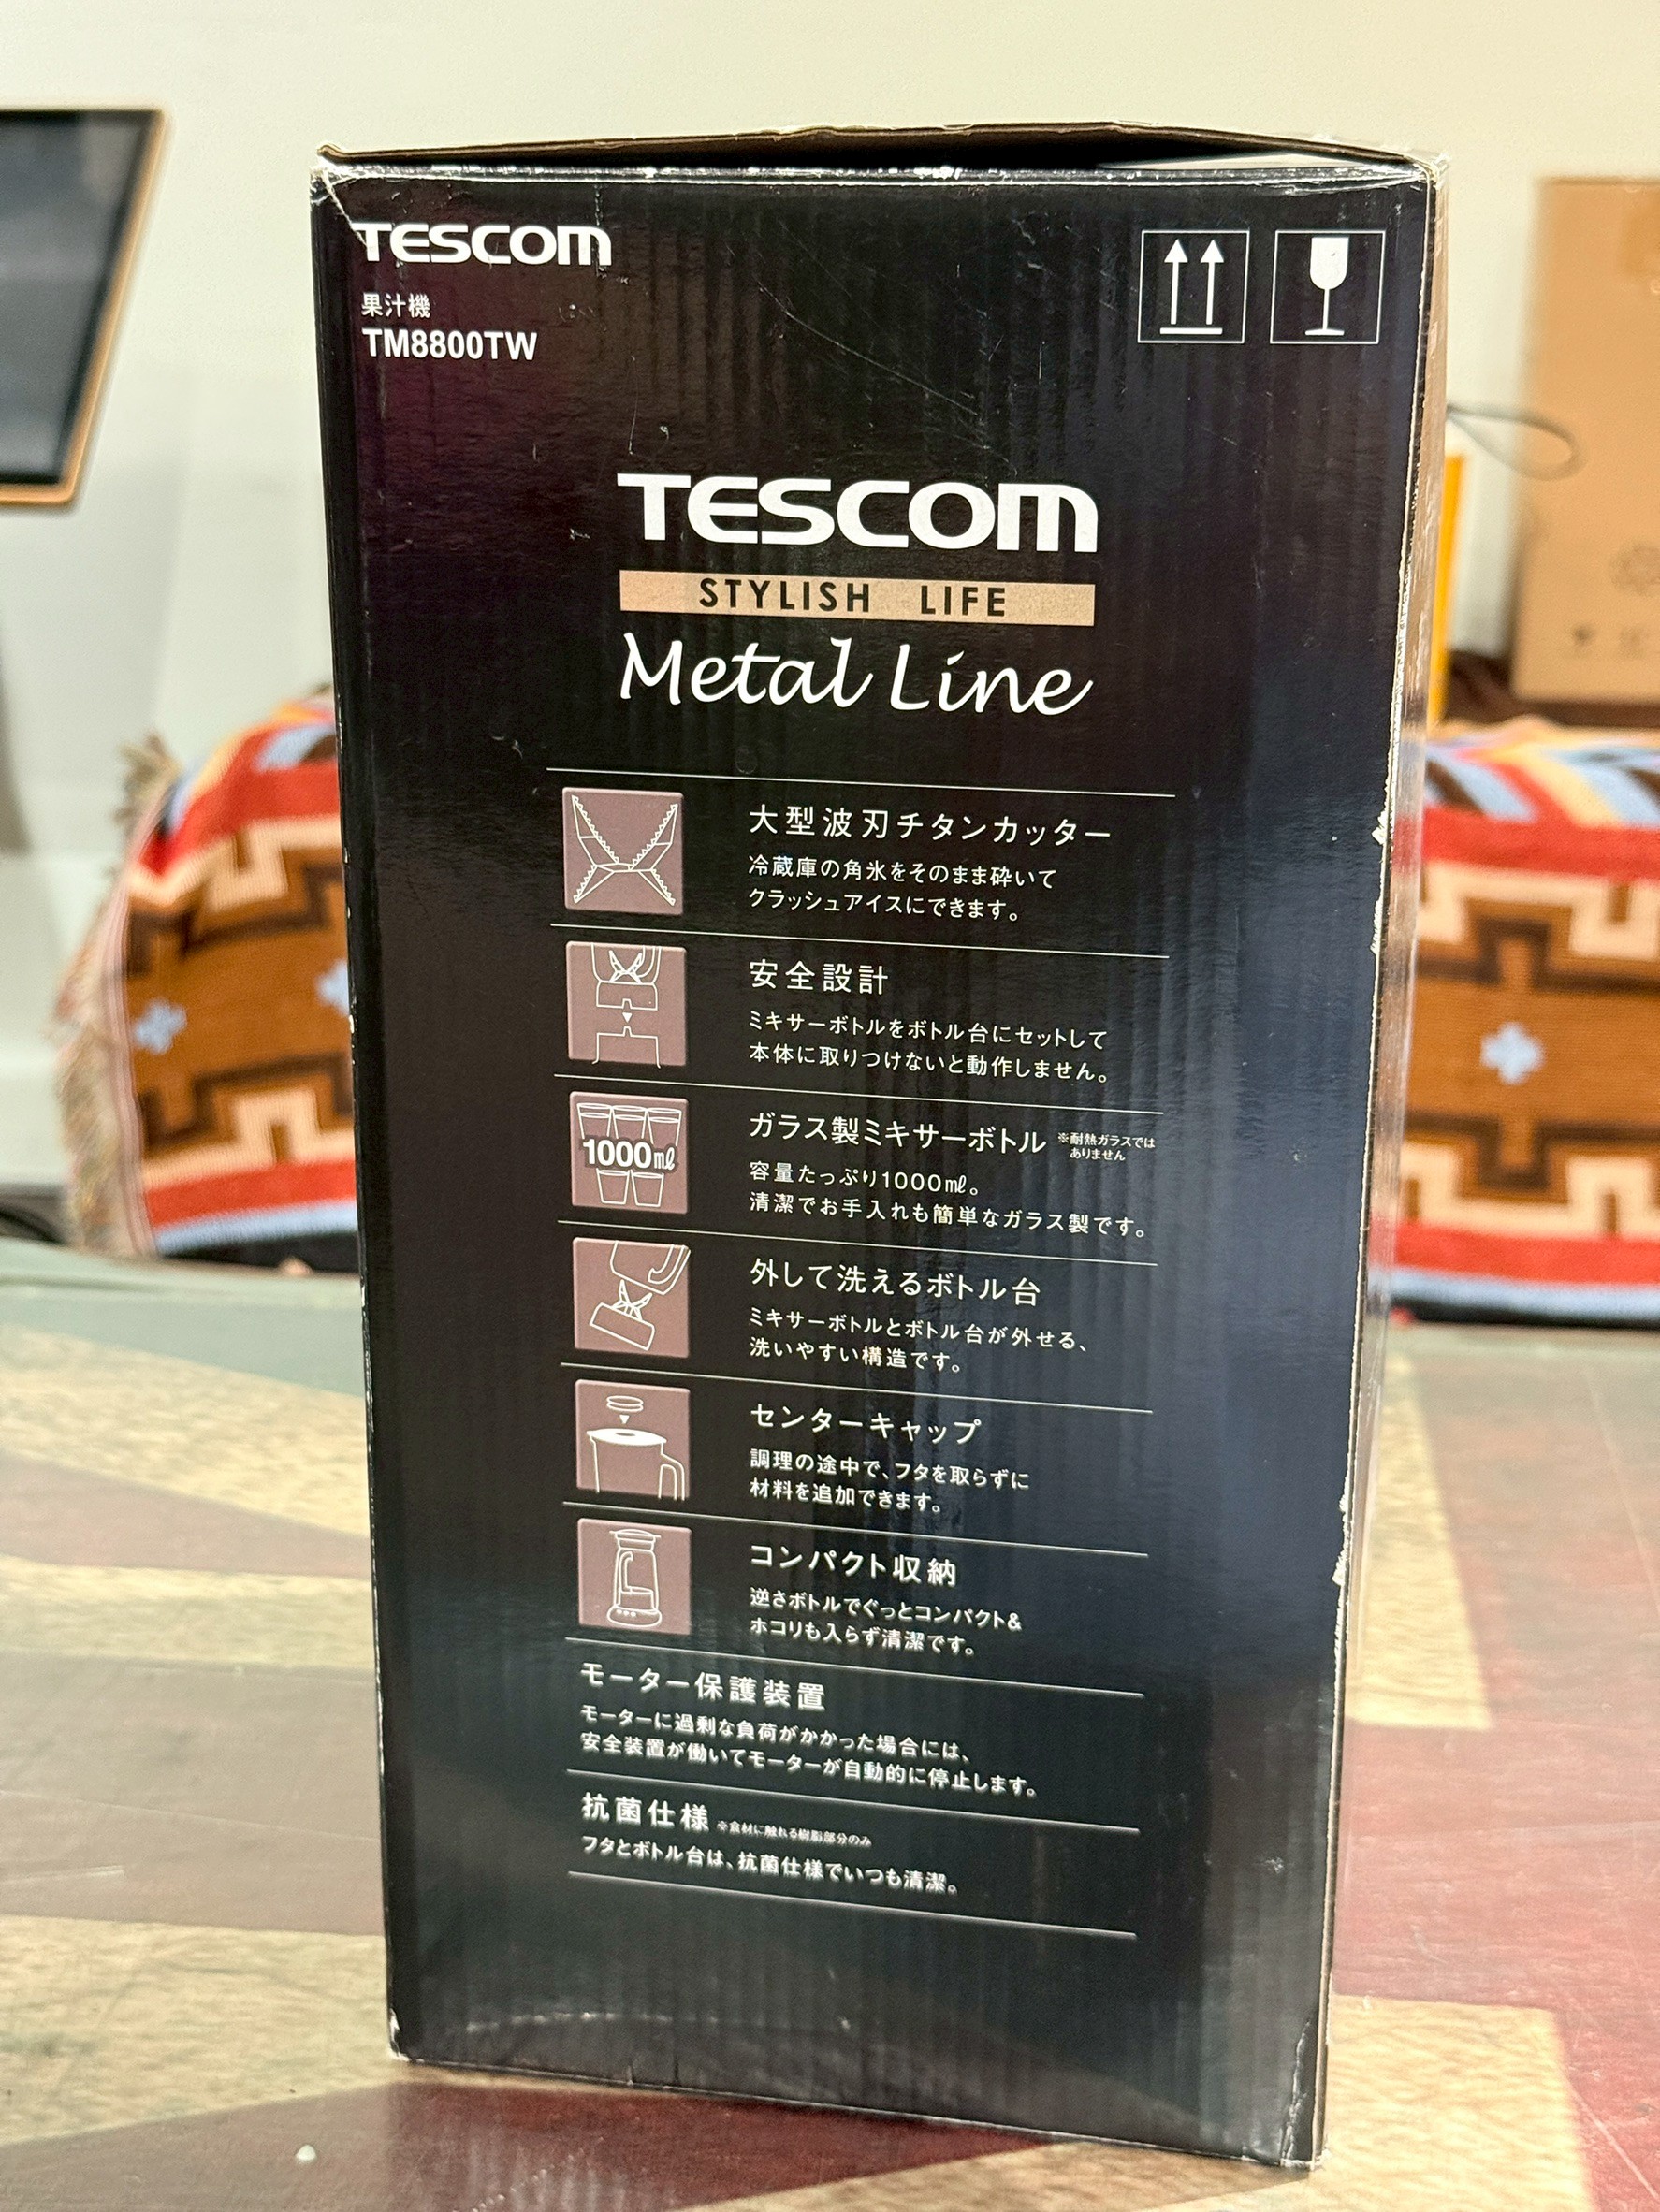 TESCOM
果汁機
TM8800TW
TESCOM
STYLISH LIFE
Metal Line
大型波刃チタンカッター
冷蔵庫の角氷をそのまま砕いて
クラッシュアイスにできます。
安全設計
ミキサーボトルをボトル台にセットして
本体に取りつけないと動作しません。
1000㎖
ガラス製ミキサーボトル ※耐熱ガラスでは
ありません
容量たっぷり1000㎖。
清潔でお手入れも簡単なガラス製です。
外して洗えるボトル台
ミキサーボトルとボトル台が外せる、
洗いやすい構造です。
センターキャップ
調理の途中で、フタを取らずに
材料を追加できます。
コンパクト収納
逆さボトルでぐっとコンパクト&
ホコリも入らず清潔です。
モーター保護装置
モーターに過剰な負荷がかかった場合には、
安全装置が働いてモーターが自動的に停止します。
抗菌仕様 ※食材に触れる樹脂部分のみ
フタとボトル台は、抗菌仕様でいつも清潔。